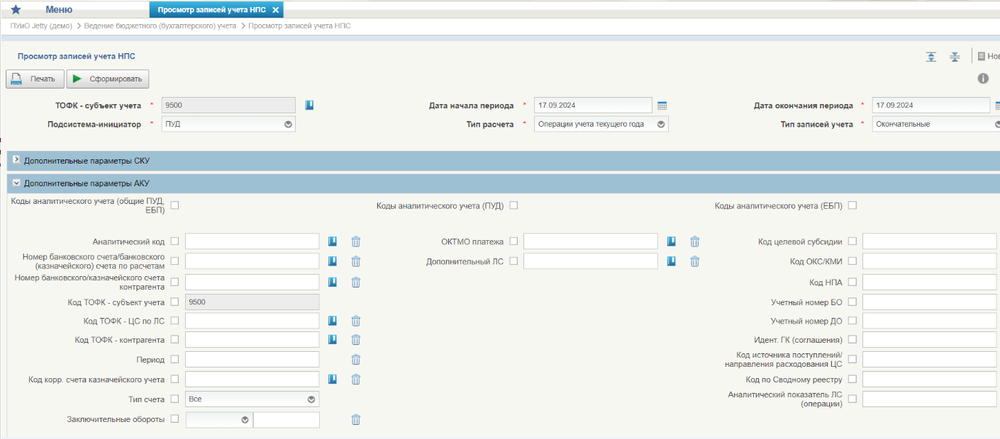 Меню
Просмотр записей учета НПС
ПУиО Jetty (демо) > Ведение бюджетного (бухгалтерского) учета > Просмотр записей учета НПС
Просмотр записей учета НПС
Нов
Печать
Сформировать
ТОФК - субъект учета * 9500
Дата начала периода * 17.09.2024
Дата окончания периода * 17.09.2024
Подсистема-инициатор * ПУД
Тип расчета * Операции учета текущего года
Тип записей учета * Окончательные
Дополнительные параметры СКУ
Дополнительные параметры АКУ
Коды аналитического учета (общие ПУД,
ЕБП)
Коды аналитического учета (ПУД)
Коды аналитического учета (ЕБП)
Аналитический код
ОКТМО платежа
Код целевой субсидии
Номер банковского счета/банковского
(казначейского) счета по расчетам
Дополнительный ЛС
Код ОКС/КМИ
Номер банковского/казначейского счета
контрагента
Код НПА
Код ТОФК - субъект учета 9500
Учетный номер БО
Код ТОФК - ЦС по ЛС
Учетный номер ДО
Код ТОФК - контрагента
Идент. ГК (соглашения)
Период
Код источника поступлений/
направления расходования ЦС
Код корр. счета казначейского учета
Код по Сводному реестру
Тип счета Все
Аналитический показатель ЛС
(операции)
Заключительные обороты